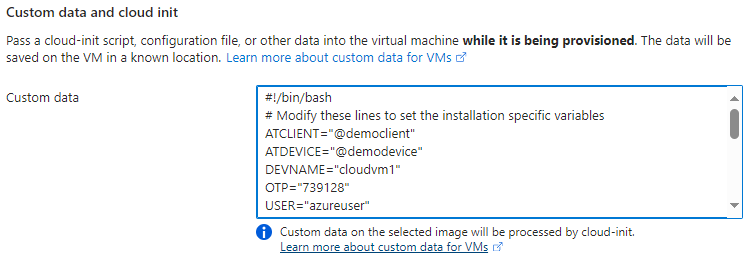 Custom data and cloud init
Pass a cloud-init script, configuration file, or other data into the virtual machine while it is being provisioned. The data will be
saved on the VM in a known location. Learn more about custom data for VMs
Custom data
#!/bin/bash
# Modify these lines to set the installation specific variables
ATCLIENT="@democlient"
ATDEVICE="@demodevice"
DEVNAME="cloudvm1"
OTP="739128"
USER="azureuser"
Custom data on the selected image will be processed by cloud-init.
Learn more about custom data for VMs